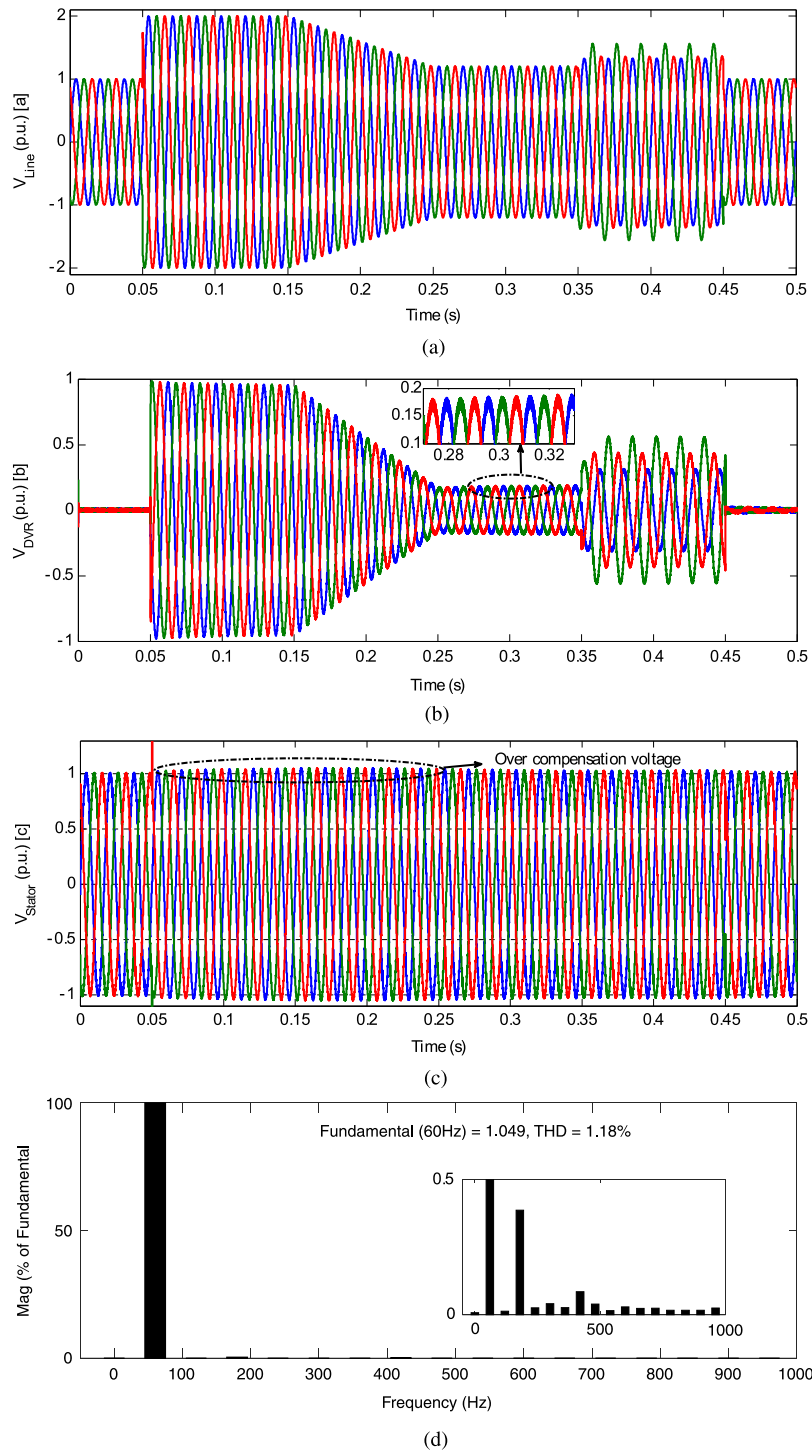 2
1
0
-1
-2
V_Line (p.u.) [a]
0 0.05 0.1 0.15 0.2 0.25 0.3 0.35 0.4 0.45 0.5
Time (s)
(a)
1
0.5
0
-0.5
-1
V_DVR (p.u.) [b]
0.2
0.15
0.1
0.28 0.3 0.32
0 0.05 0.1 0.15 0.2 0.25 0.3 0.35 0.4 0.45 0.5
Time (s)
(b)
Over compensation voltage
1
0.5
0
-0.5
-1
V_Stator (p.u.) [c]
0 0.05 0.1 0.15 0.2 0.25 0.3 0.35 0.4 0.45 0.5
Time (s)
(c)
100
50
0
Mag (% of Fundamental
Fundamental (60Hz) = 1.049, THD = 1.18%
0.5
0
0 500 1000
0 100 200 300 400 500 600 700 800 900 1000
Frequency (Hz)
(d)